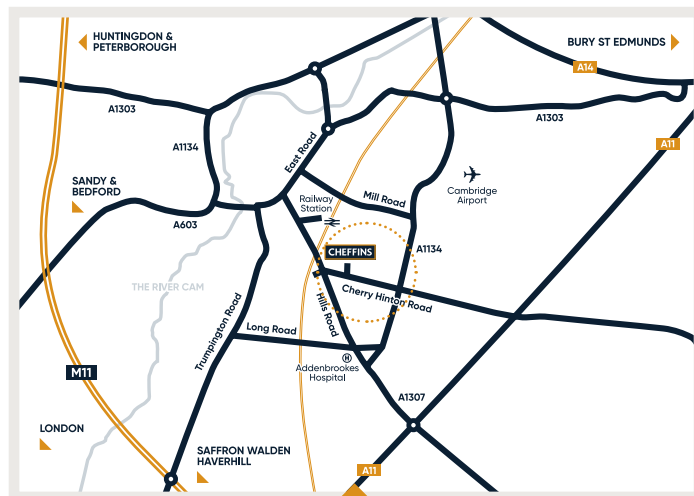 HUNTINGDON &
PETERBOROUGH
BURY ST EDMUNDS
A14
A1303
A1303
A11
A1134
East Road
SANDY &
BEDFORD
Mill Road
Cambridge
Airport
Railway
Station
A603
A1134
CHEFFINS
THE RIVER CAM
Cherry Hinton Road
Hills Road
Trumpington Road
Long Road
H
Addenbrookes
Hospital
M11
A1307
LONDON
SAFFRON WALDEN
HAVERHILL
A11